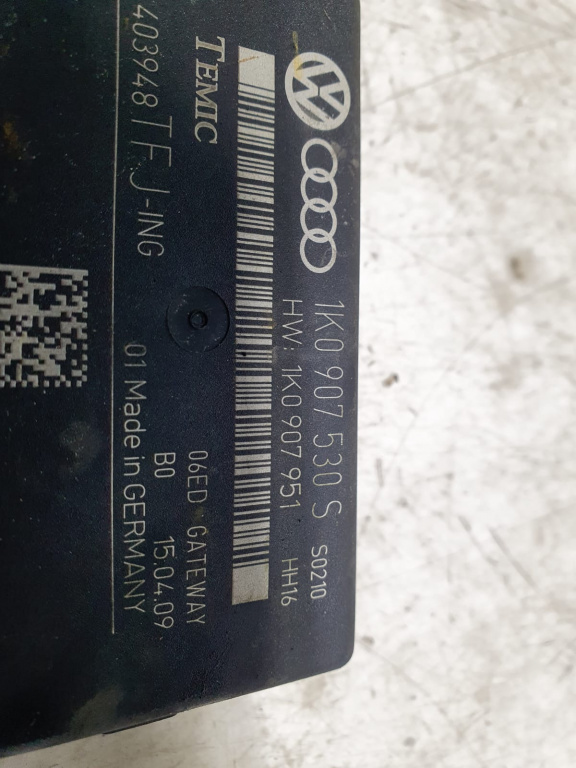 1K0 907 530 S S0210
HW: 1K0 907 951 HH16
TEMIC
06ED GATEWAY
B0 15.04.09
01 Made in GERMANY
403948TFJ-ING